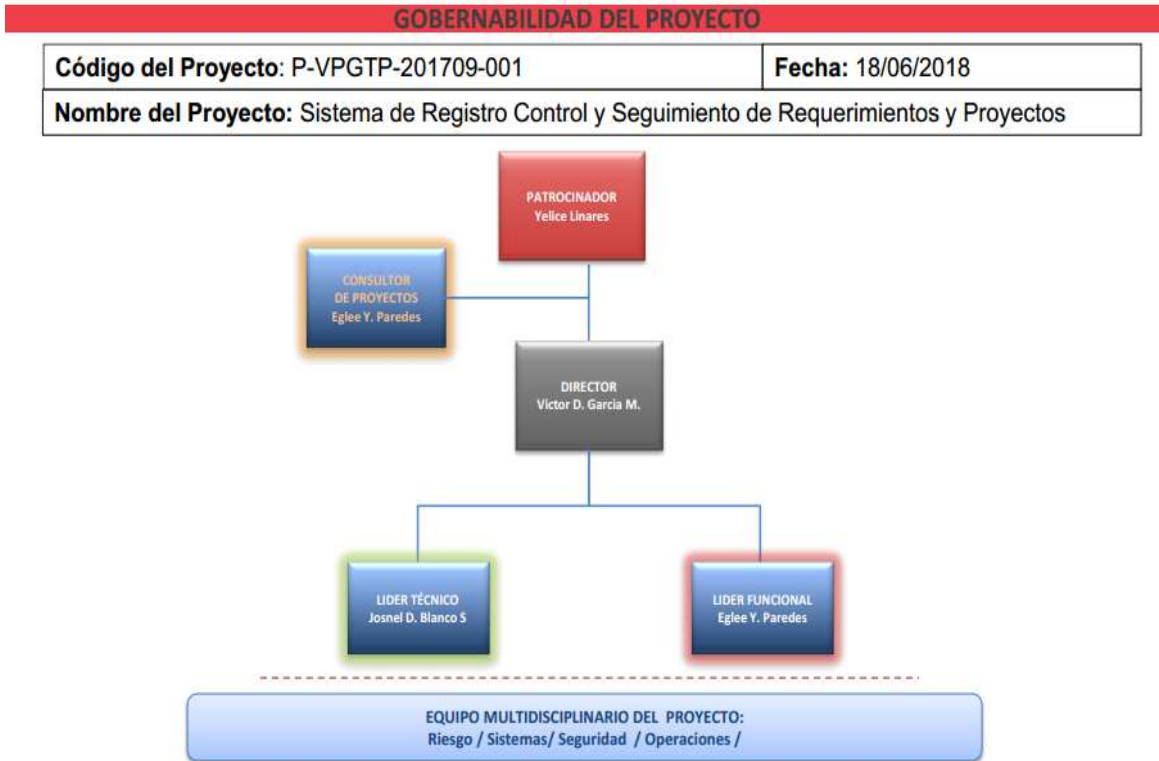 GOBERNABILIDAD DEL PROYECTO
Código del Proyecto: P-VPGTP-201709-001 Fecha: 18/06/2018
Nombre del Proyecto: Sistema de Registro Control y Seguimiento de Requerimientos y Proyectos
PATROCINADOR
Yelice Linares
CONSULTOR
DE PROYECTOS
Eglee Y. Paredes
DIRECTOR
Victor D. Garcia M.
LIDER TÉCNICO
Josnel D. Blanco S
LIDER FUNCIONAL
Eglee Y. Paredes
EQUIPO MULTIDISCIPLINARIO DEL PROYECTO:
Riesgo / Sistemas/ Seguridad / Operaciones /